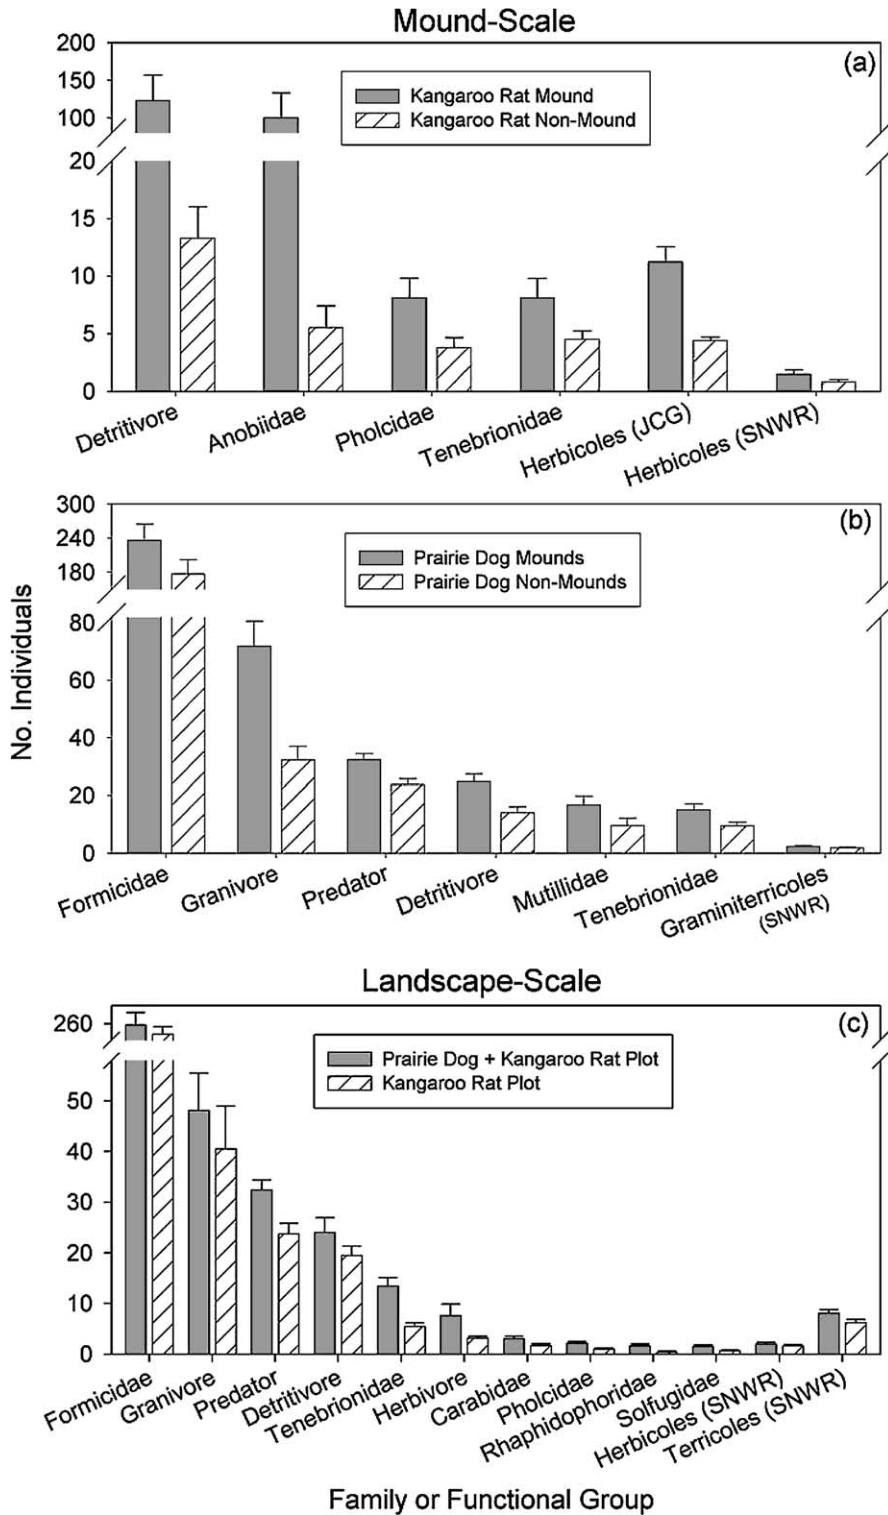 Mound-Scale
(a)
200
150
100
20
15
10
5
0
Kangaroo Rat Mound
Kangaroo Rat Non-Mound
Detritivore
Anobiidae
Pholcidae
Tenebrionidae
Herbicoles (JCG)
Herbicoles (SNWR)
No. Individuals
(b)
300
240
180
80
60
40
20
0
Prairie Dog Mounds
Prairie Dog Non-Mounds
Formicidae
Granivore
Predator
Detritivore
Mutillidae
Tenebrionidae
Graminiterricoles
(SNWR)
Landscape-Scale
(c)
260
50
40
30
20
10
0
Prairie Dog + Kangaroo Rat Plot
Kangaroo Rat Plot
Formicidae
Granivore
Predator
Detritivore
Tenebrionidae
Herbivore
Carabidae
Pholcidae
Rhaphidophoridae
Solfugidae
Herbicoles (SNWR)
Terricoles (SNWR)
Family or Functional Group